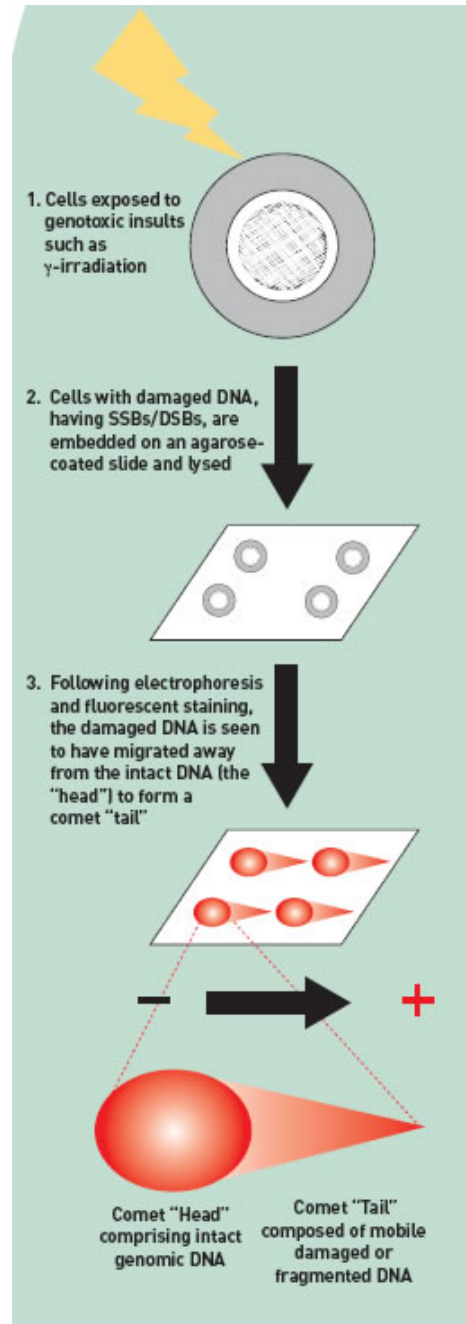 1. Cells exposed to
genotoxic insults
such as
γ-irradiation
2. Cells with damaged DNA,
having SSBs/DSBs, are
embedded on an agarose-
coated slide and lysed
3. Following electrophoresis
and fluorescent staining,
the damaged DNA is seen
to have migrated away
from the intact DNA (the
“head”) to form a
comet “tail”
− +
Comet “Head”
comprising intact
genomic DNA
Comet “Tail”
composed of mobile
damaged or
fragmented DNA